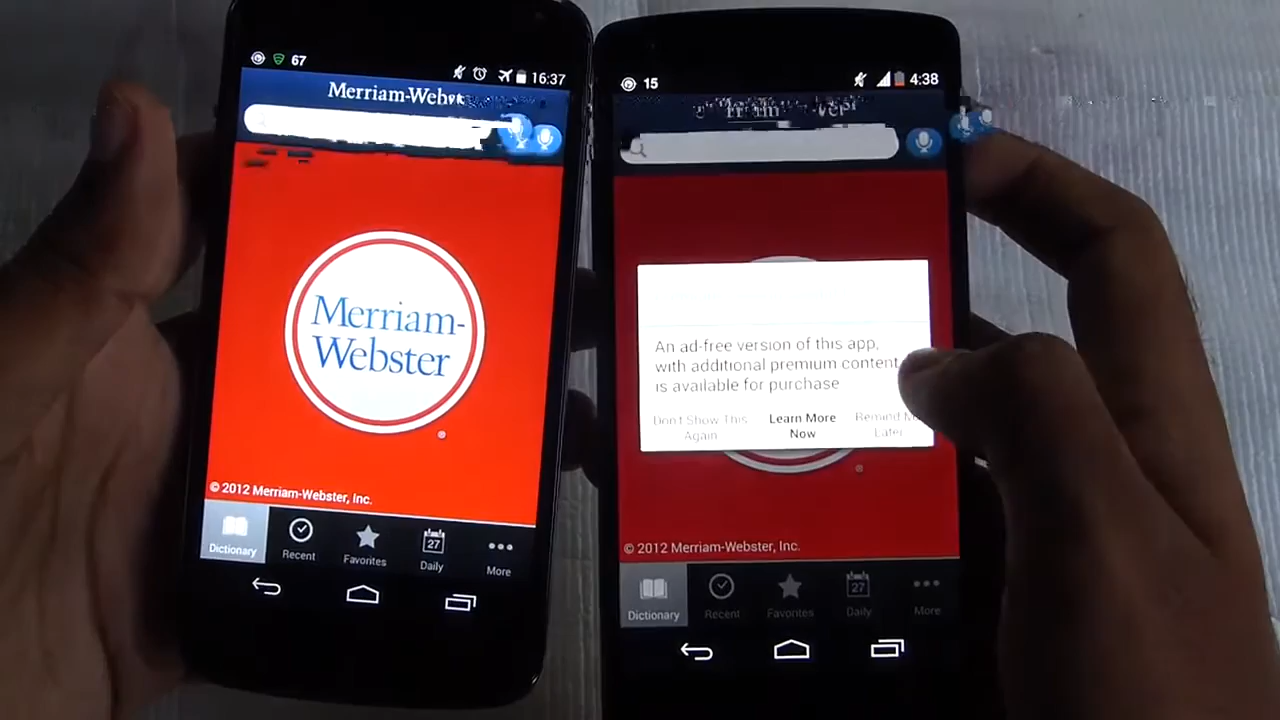 67
16:37
Merriam-
Merriam-
Webster
© 2012 Merriam-Webster, Inc.
Dictionary
Recent
Favorites
27
Daily
More
15
4:38
An ad-free version of this app,
with additional premium content
is available for purchase
Don't Show This
Again
Learn More
Now
Remind
Later
© 2012 Merriam-Webster, Inc.
Dictionary
Recent
Favorites
27
Daily
More